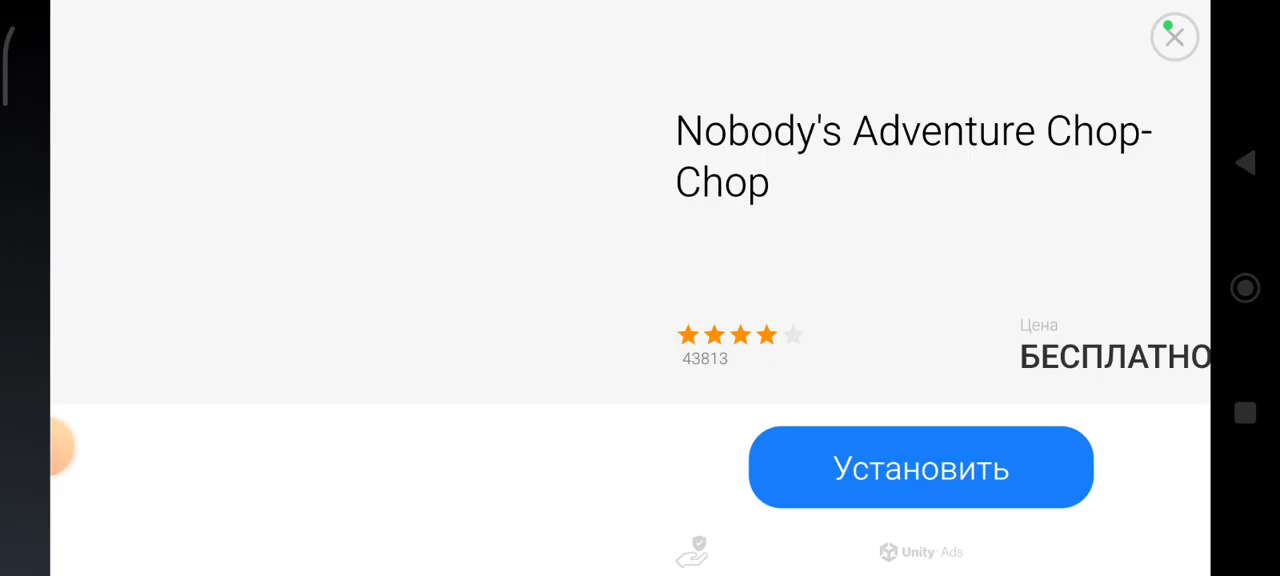 Nobody's Adventure Chop-
Chop
43813
Цена
БЕСПЛАТНО
Установить
Unity Ads